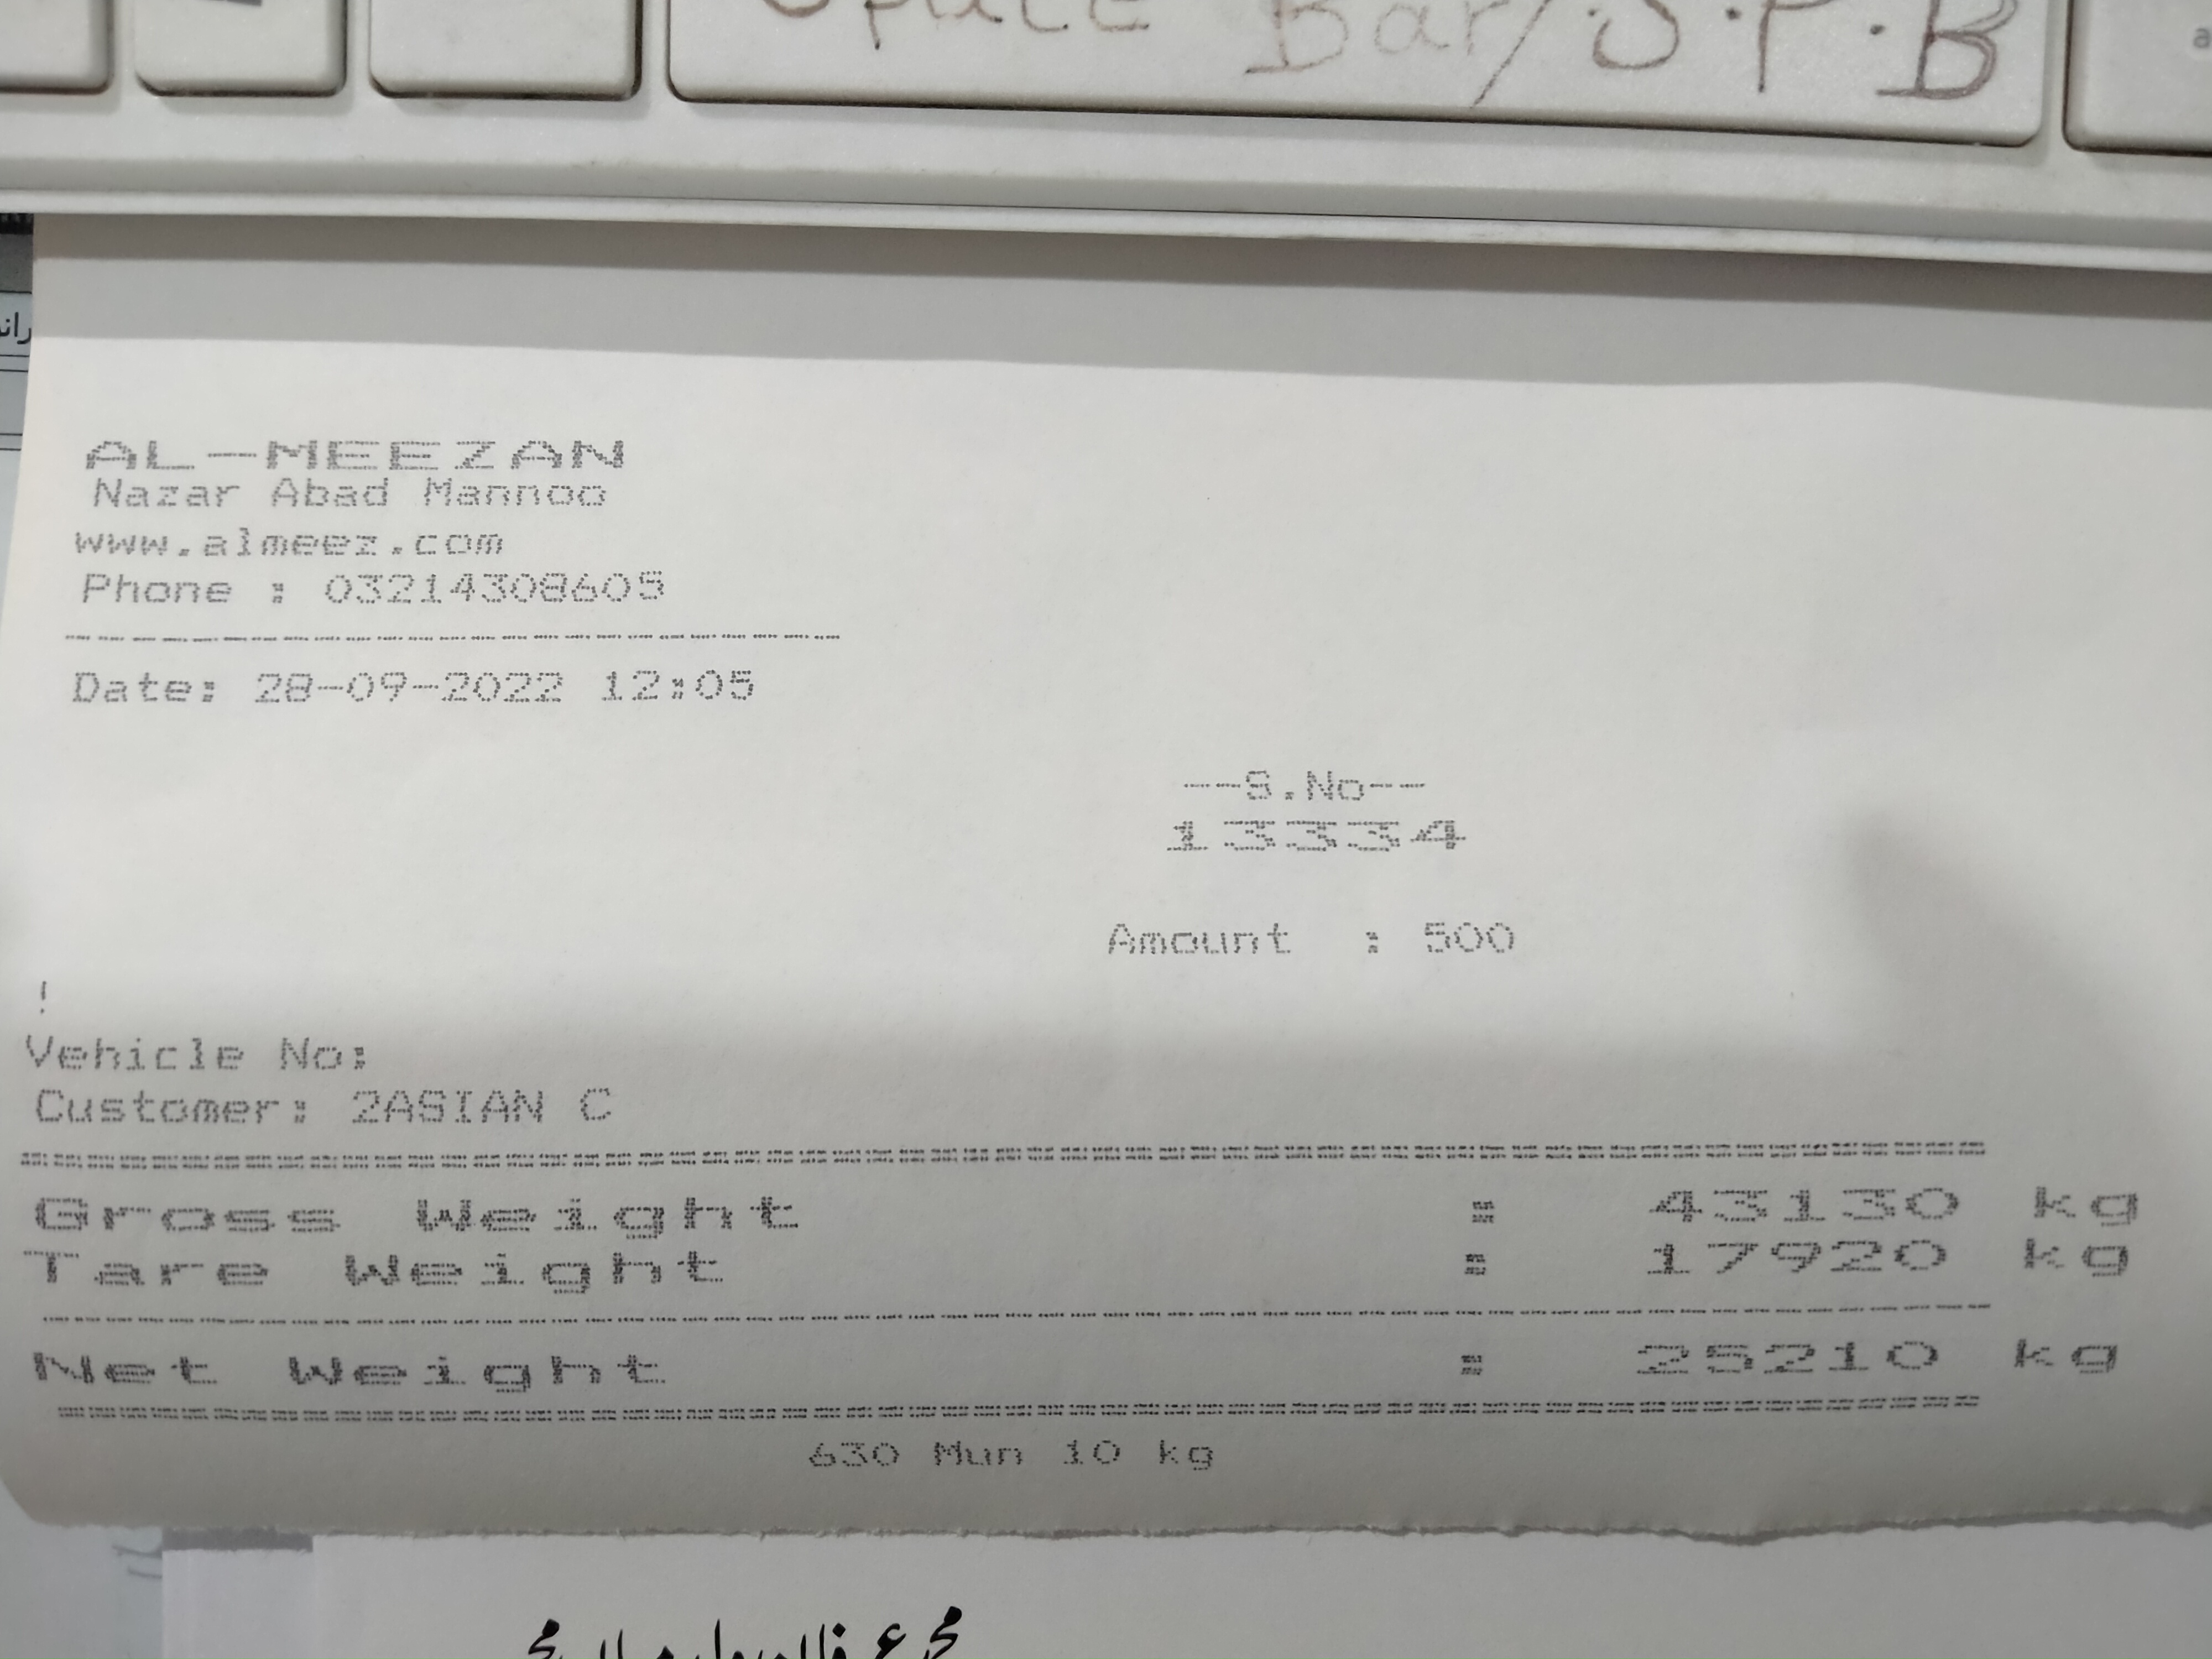 Space Bar/S.P.B
AL-MEEZAN
Nazar Abad Mannoo
www.almeez.com
Phone : 03214308605
Date: 28-09-2022 12:05
--S.No--
13334
Amount : 500
!
Vehicle No:
Customer: 2ASIAN C
Gross Weight : 43130 kg
Tare Weight : 17920 kg
Net Weight : 25210 kg
630 Mun 10 kg